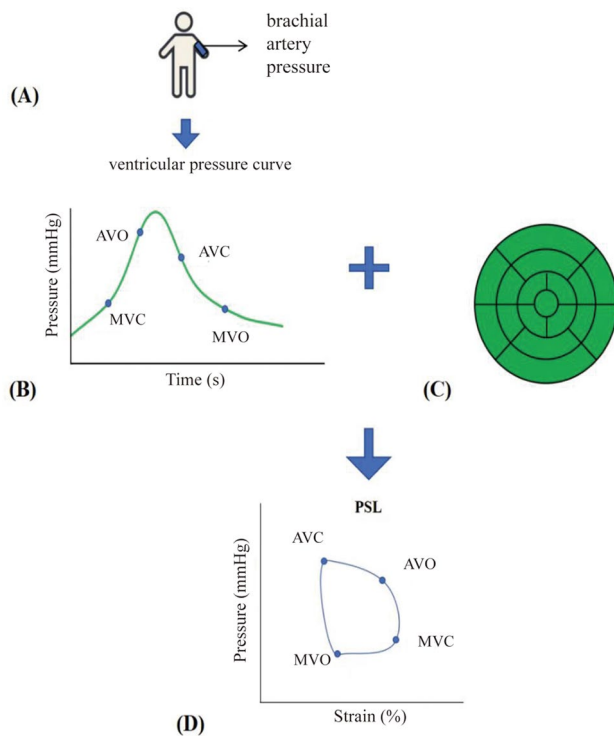 brachial
artery
pressure
(A)
ventricular pressure curve
Pressure (mmHg)
AVO
AVC
MVC
MVO
Time (s)
(B)
(C)
PSL
Pressure (mmHg)
AVC
AVO
MVO
MVC
Strain (%)
(D)